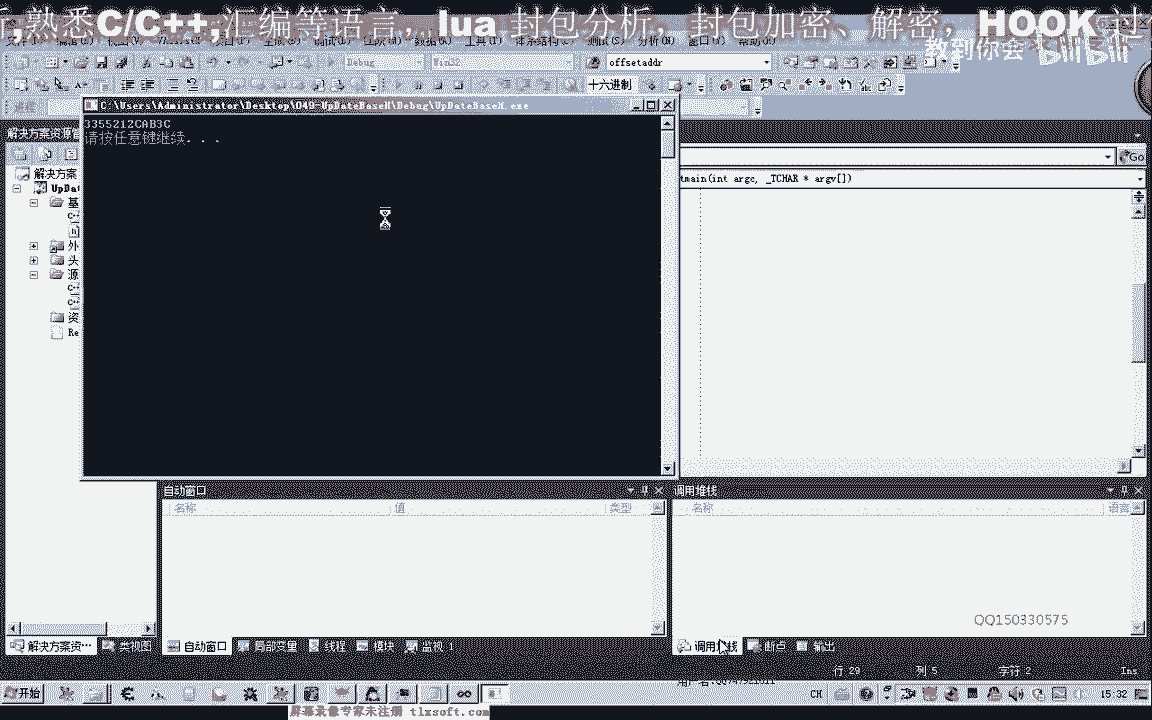 ,熟悉C/C++,汇编等语言，lua 封包分析，封包加密、解密，HOOK 过
教到你会 bilibili
Debug Win32 offsetaddr
十六进制
C:\Users\Administrator\Desktop\049-UpDateBaseH\Debug\UpDateBaseH.exe
3355212CAB3C
请按任意键继续. . .
解决方案资源管
Go
解决方案
tmain(int argc, _TCHAR * argv[])
UpDat
基
外
头
源
资
Re
自动窗口
调用堆栈
名称 值 类型
名称 语言
QQ150330575
解决方案资… 类视图
自动窗口 局部变量 线程 模块 监视 1
调用堆栈 断点 输出
行 29 列 5 字符 2 Ins
开始
CH
15:32
屏幕录像专家未注册 tlxsoft.com